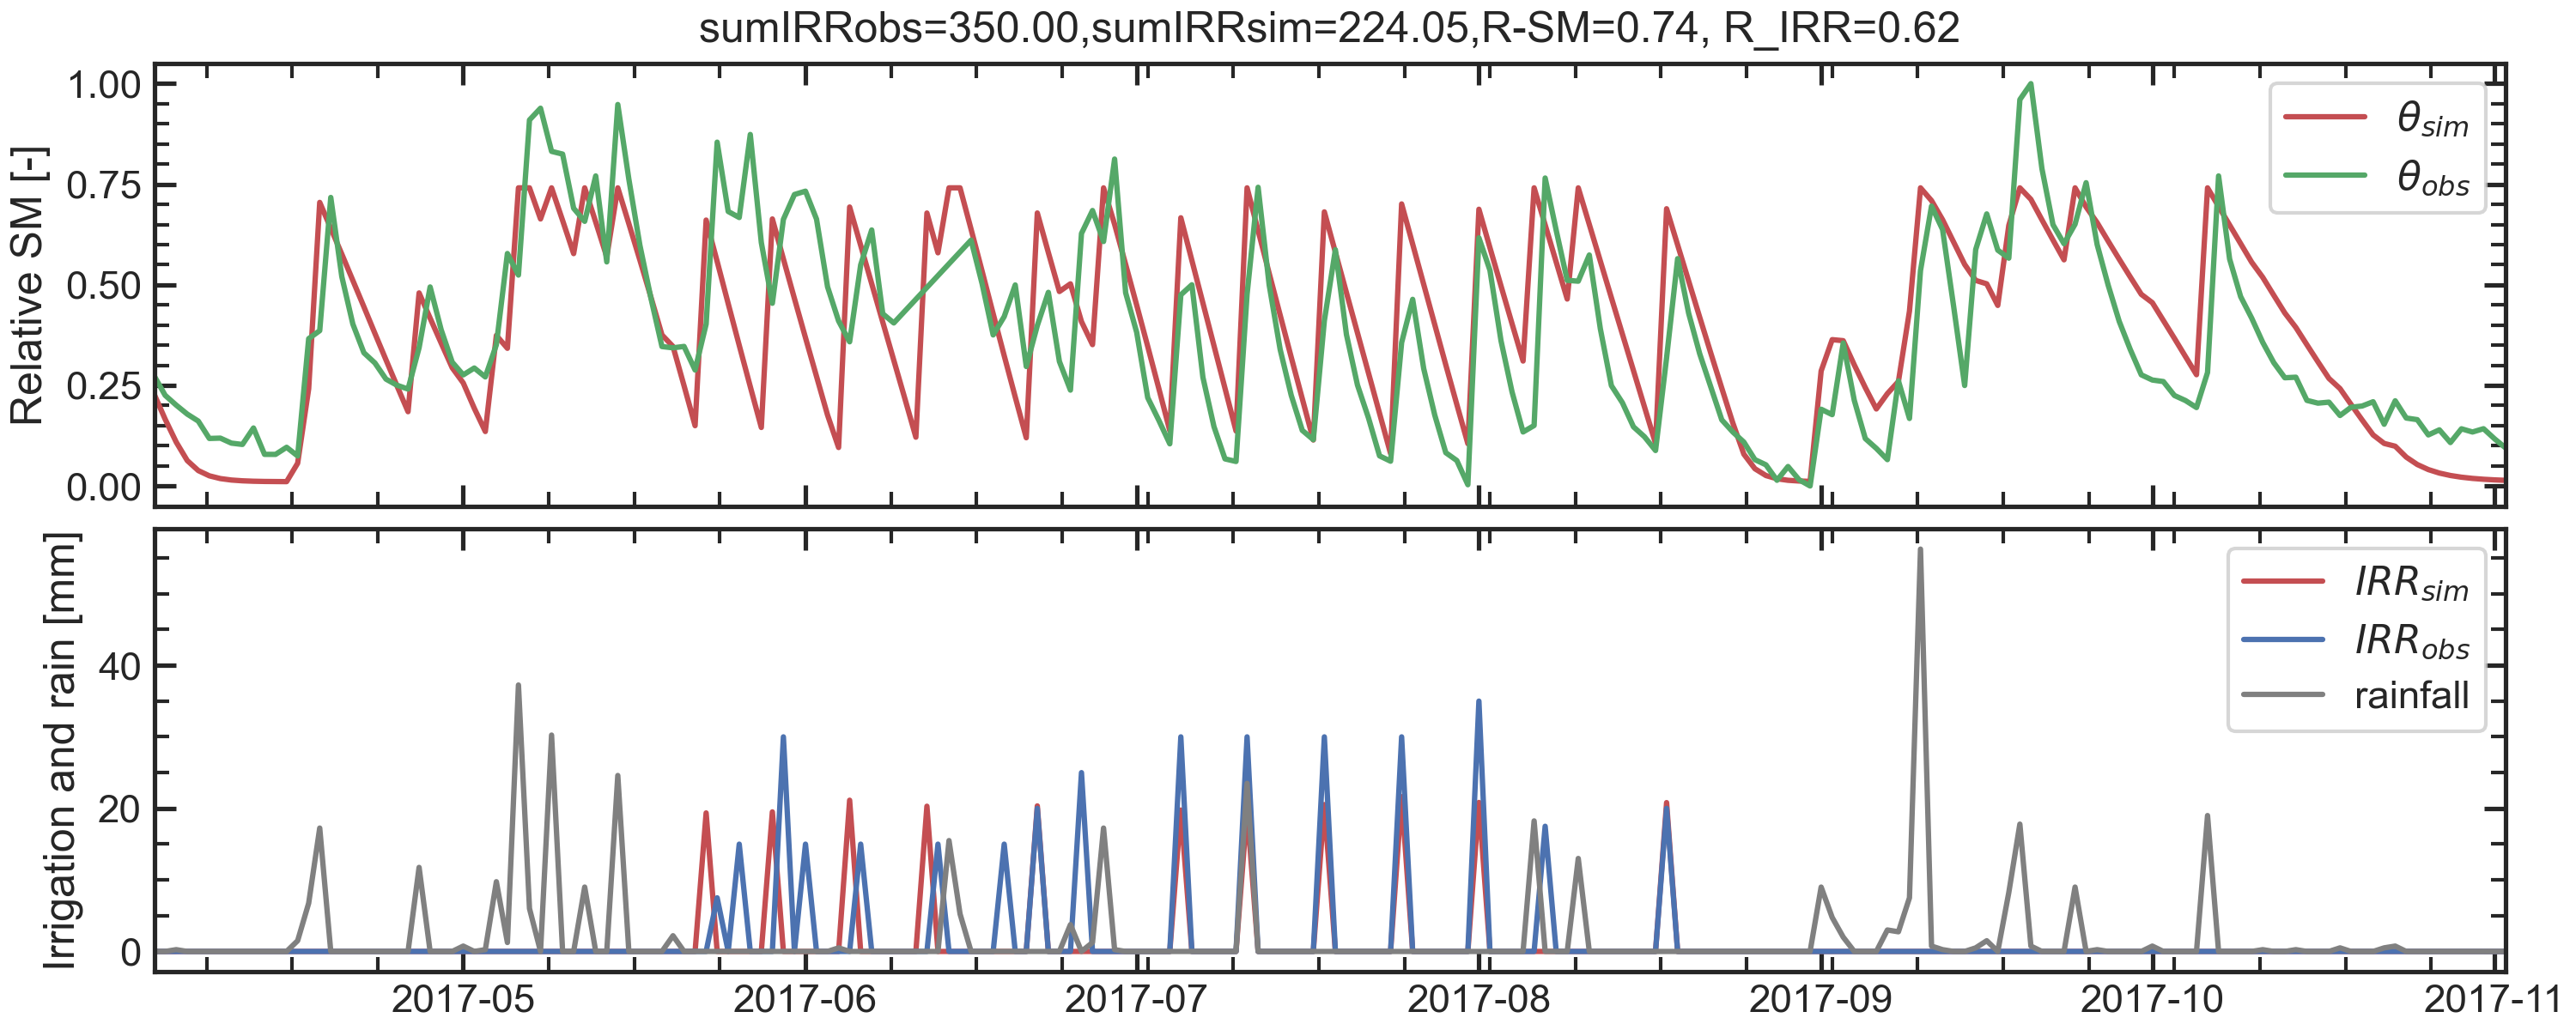 sumIRRobs=350.00,sumIRRsim=224.05,R-SM=0.74, R_IRR=0.62
Relative SM [-]
1.00
0.75
0.50
0.25
0.00
θsim
θobs
Irrigation and rain [mm]
40
20
0
IRRsim
IRRobs
rainfall
2017-05 2017-06 2017-07 2017-08 2017-09 2017-10 2017-11